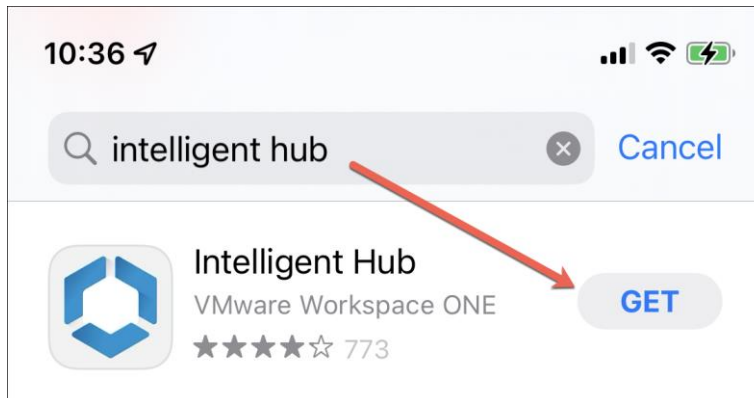 10:36
intelligent hub
Cancel
Intelligent Hub
VMware Workspace ONE
GET
773